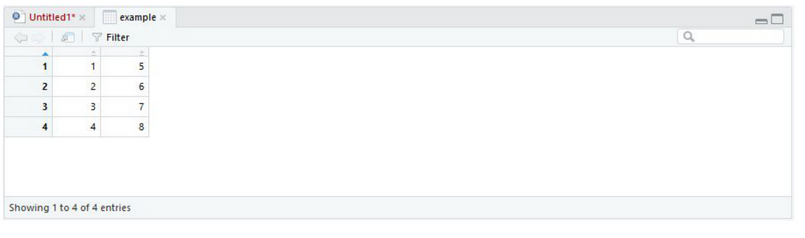 Untitled1* × example ×
Filter
1 1 5
2 2 6
3 3 7
4 4 8
Showing 1 to 4 of 4 entries